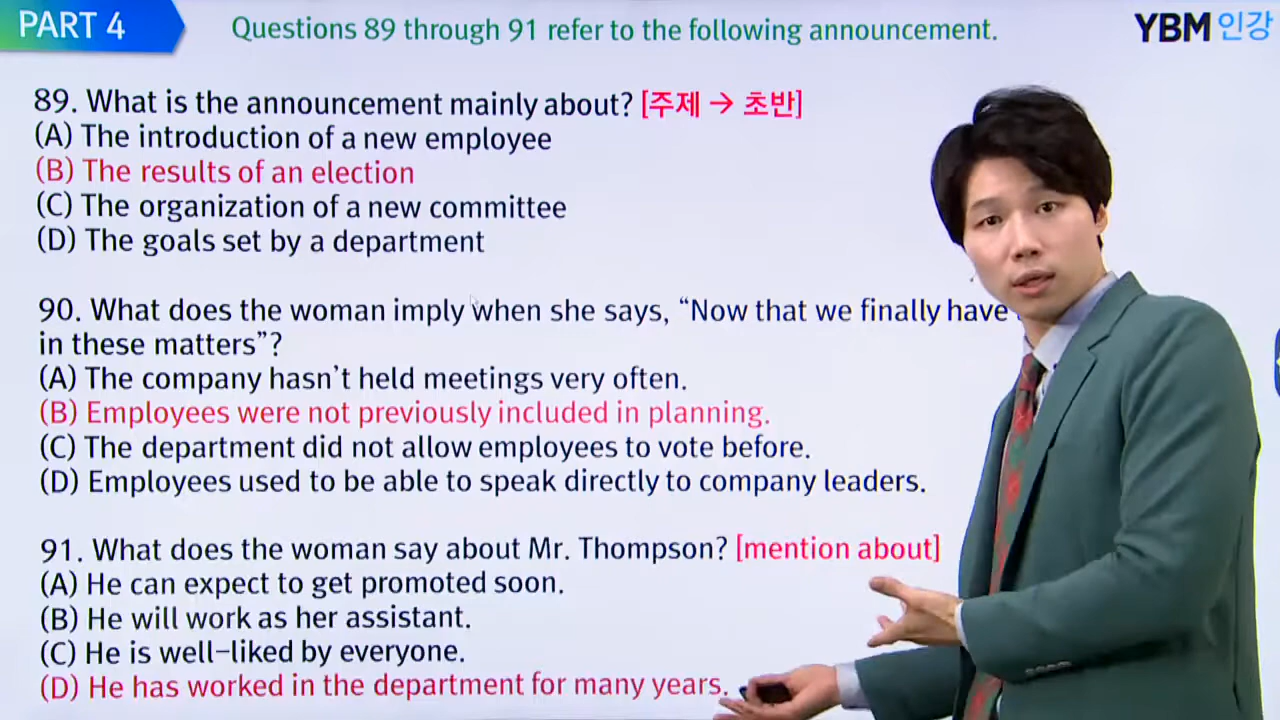 PART 4
Questions 89 through 91 refer to the following announcement.
YBM 인강
89. What is the announcement mainly about? [주제 → 초반]
(A) The introduction of a new employee
(B) The results of an election
(C) The organization of a new committee
(D) The goals set by a department
90. What does the woman imply when she says, “Now that we finally have
in these matters”?
(A) The company hasn't held meetings very often.
(B) Employees were not previously included in planning.
(C) The department did not allow employees to vote before.
(D) Employees used to be able to speak directly to company leaders.
91. What does the woman say about Mr. Thompson? [mention about]
(A) He can expect to get promoted soon.
(B) He will work as her assistant.
(C) He is well-liked by everyone.
(D) He has worked in the department for many years.